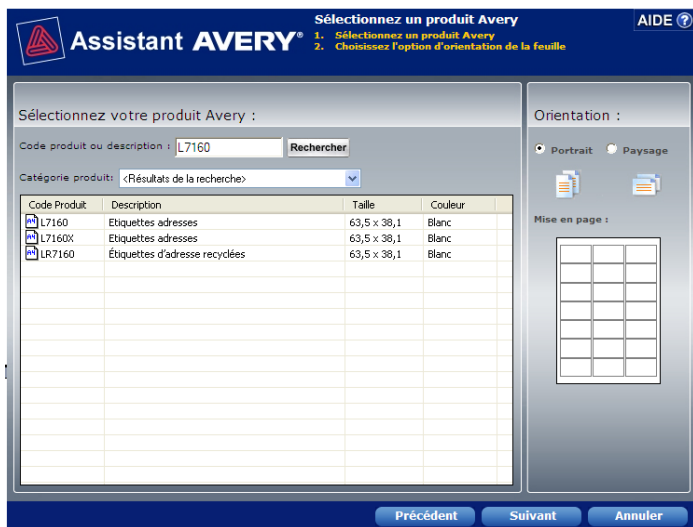 Assistant AVERY®
Sélectionnez un produit Avery
1. Sélectionnez un produit Avery
2. Choisissez l'option d'orientation de la feuille
AIDE ?
Sélectionnez votre produit Avery :
Code produit ou description : L7160 Rechercher
Catégorie produit: <Résultats de la recherche>
Code Produit Description Taille Couleur
L7160 Etiquettes adresses 63,5 x 38,1 Blanc
L7160X Etiquettes adresses 63,5 x 38,1 Blanc
LR7160 Étiquettes d'adresse recyclées 63,5 x 38,1 Blanc
Orientation :
Portrait Paysage
Mise en page :
Précédent Suivant Annuler